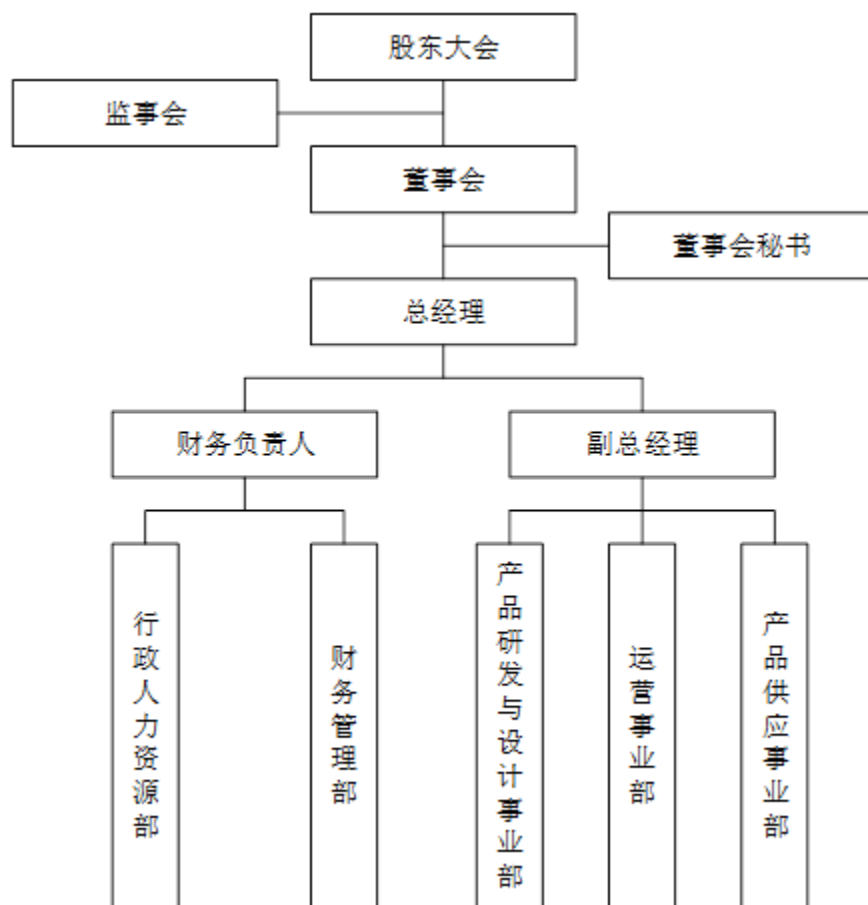 股东大会
监事会
董事会
董事会秘书
总经理
财务负责人
副总经理
行政人力资源部
财务管理部
产品研发与设计事业部
运营事业部
产品供应事业部